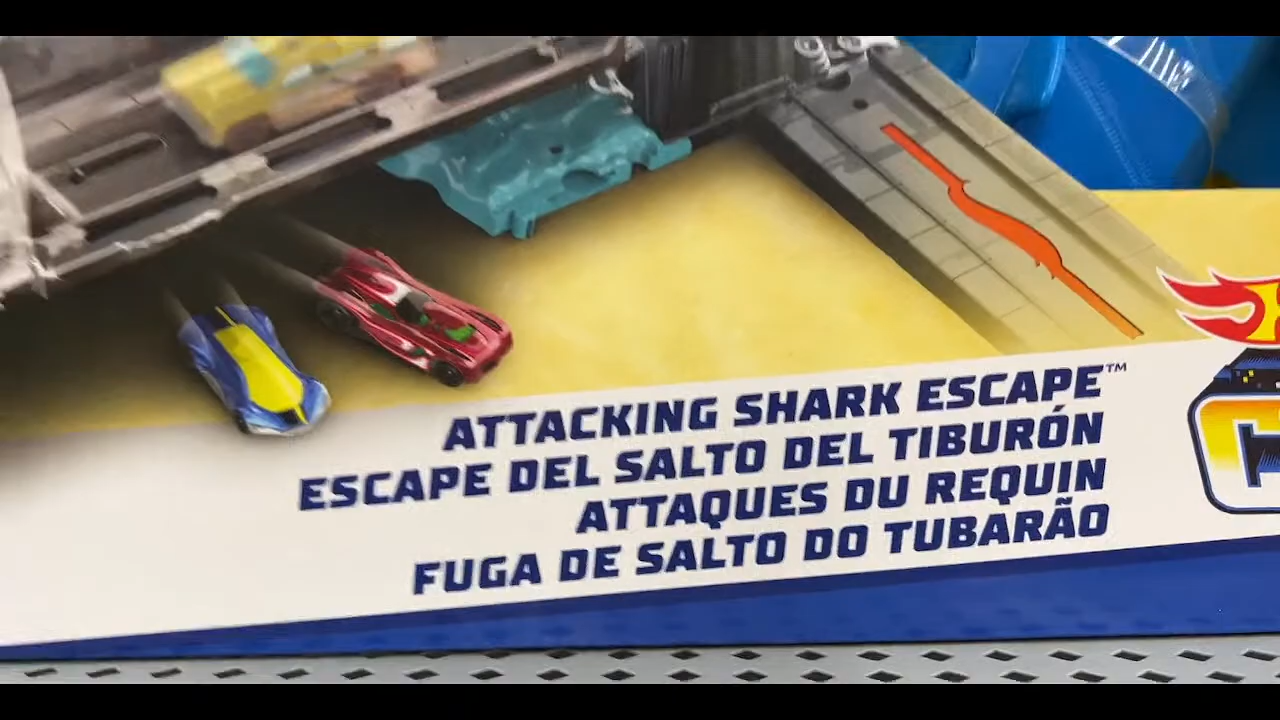 ATTACKING SHARK ESCAPE™
ESCAPE DEL SALTO DEL TIBURÓN
ATTAQUES DU REQUIN
FUGA DE SALTO DO TUBARÃO